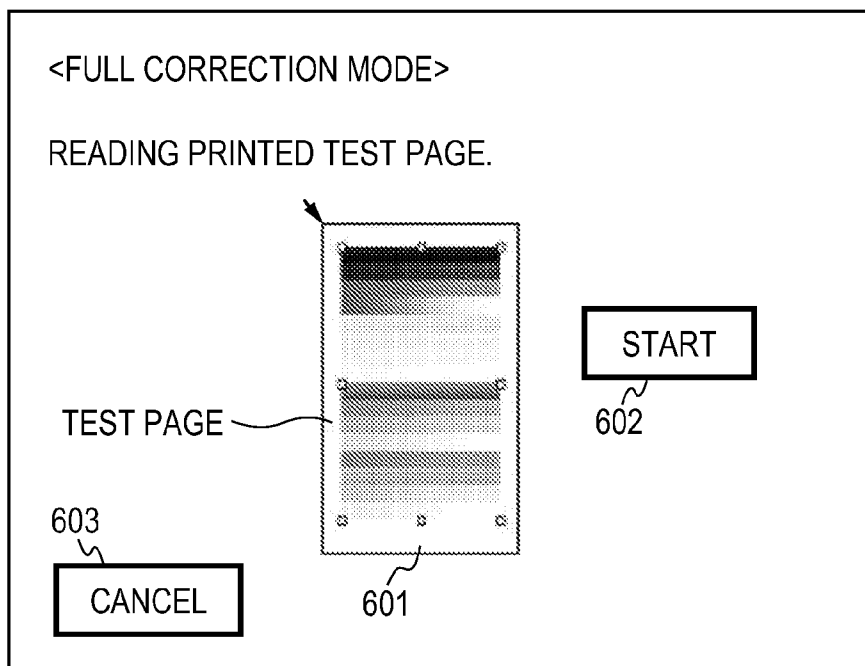 <FULL CORRECTION MODE>
READING PRINTED TEST PAGE.
START
602
TEST PAGE
603
CANCEL
601